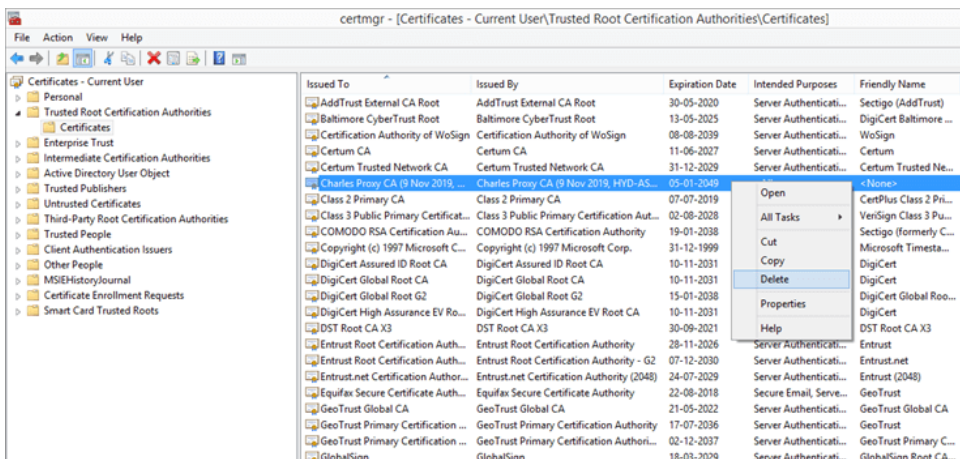 certmgr - [Certificates - Current User\Trusted Root Certification Authorities\Certificates]
File Action View Help
Certificates - Current User
Personal
Trusted Root Certification Authorities
Certificates
Enterprise Trust
Intermediate Certification Authorities
Active Directory User Object
Trusted Publishers
Untrusted Certificates
Third-Party Root Certification Authorities
Trusted People
Client Authentication Issuers
Other People
MSIEHistoryJournal
Certificate Enrollment Requests
Smart Card Trusted Roots
Issued To Issued By Expiration Date Intended Purposes Friendly Name
AddTrust External CA Root AddTrust External CA Root 30-05-2020 Server Authenticati... Sectigo (AddTrust)
Baltimore CyberTrust Root Baltimore CyberTrust Root 13-05-2025 Server Authenticati... DigiCert Baltimore ...
Certification Authority of WoSign Certification Authority of WoSign 08-08-2039 Server Authenticati... WoSign
Certum CA Certum CA 11-06-2027 Server Authenticati... Certum
Certum Trusted Network CA Certum Trusted Network CA 31-12-2029 Server Authenticati... Certum Trusted Ne...
Charles Proxy CA (9 Nov 2019, ... Charles Proxy CA (9 Nov 2019, HYD-AS... 05-01-2049 <None>
Class 2 Primary CA Class 2 Primary CA 07-07-2019 CertPlus Class 2 Pri...
Class 3 Public Primary Certificat... Class 3 Public Primary Certification Aut... 02-08-2028 VeriSign Class 3 Pu...
COMODO RSA Certification Au... COMODO RSA Certification Authority 19-01-2038 Sectigo (formerly C...
Copyright (c) 1997 Microsoft C... Copyright (c) 1997 Microsoft Corp. 31-12-1999 Microsoft Timesta...
DigiCert Assured ID Root CA DigiCert Assured ID Root CA 10-11-2031 DigiCert
DigiCert Global Root CA DigiCert Global Root CA 10-11-2031 DigiCert
DigiCert Global Root G2 DigiCert Global Root G2 15-01-2038 DigiCert Global Roo...
DigiCert High Assurance EV Ro... DigiCert High Assurance EV Root CA 10-11-2031 DigiCert
DST Root CA X3 DST Root CA X3 30-09-2021 DST Root CA X3
Entrust Root Certification Auth... Entrust Root Certification Authority 28-11-2026 Server Authenticati... Entrust
Entrust Root Certification Auth... Entrust Root Certification Authority - G2 07-12-2030 Server Authenticati... Entrust.net
Entrust.net Certification Author... Entrust.net Certification Authority (2048) 24-07-2029 Server Authenticati... Entrust (2048)
Equifax Secure Certificate Auth... Equifax Secure Certificate Authority 22-08-2018 Secure Email, Serve... GeoTrust
GeoTrust Global CA GeoTrust Global CA 21-05-2022 Server Authenticati... GeoTrust Global CA
GeoTrust Primary Certification ... GeoTrust Primary Certification Authority 17-07-2036 Server Authenticati... GeoTrust
GeoTrust Primary Certification ... GeoTrust Primary Certification Authori... 02-12-2037 Server Authenticati... GeoTrust Primary C...
GlobalSign GlobalSign 18-03-2029 Server Authenticati... GlobalSign Root CA...
Open
All Tasks
Cut
Copy
Delete
Properties
Help